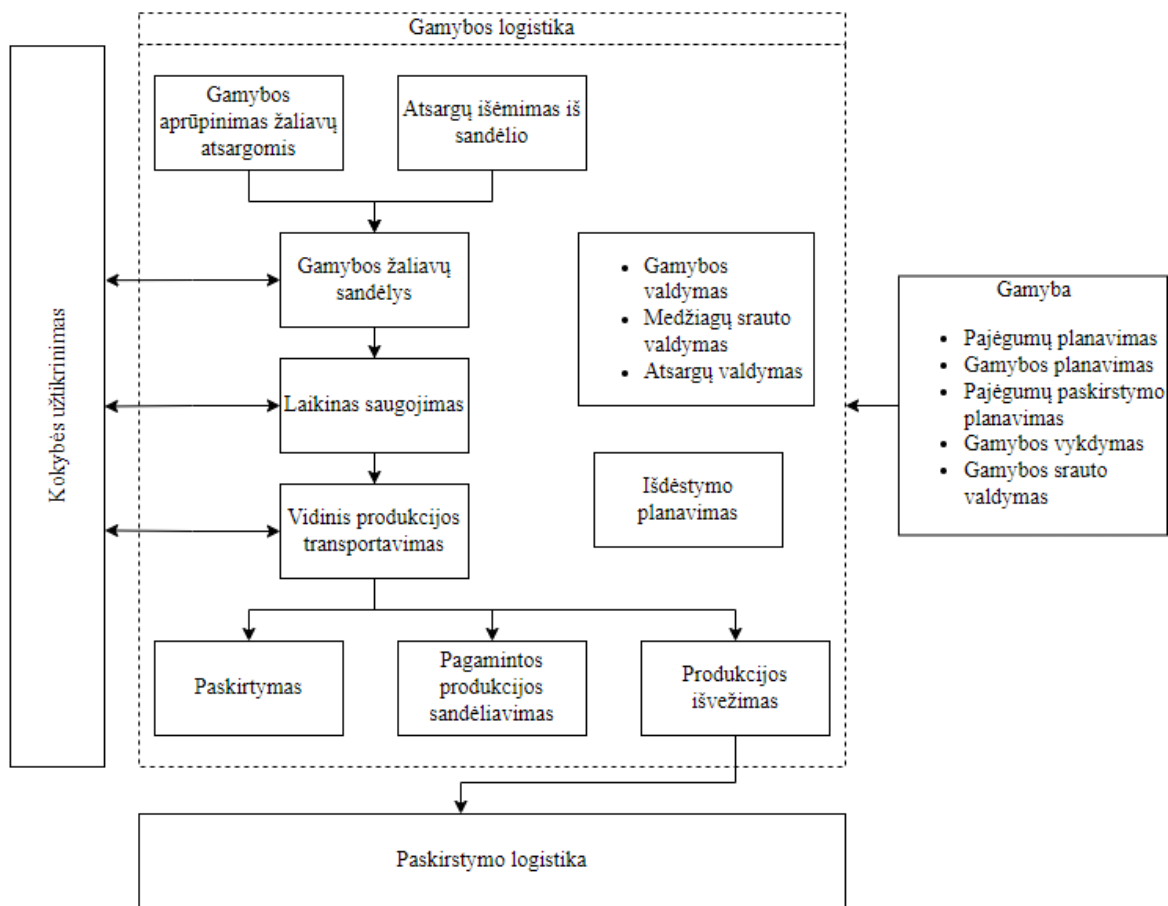 Gamybos logistika
Kokybės užtikrinimas
Gamybos
aprūpinimas žaliavų
atsargomis
Atsargų išėmimas iš
sandėlio
Gamybos žaliavų
sandėlys
• Gamybos
valdymas
• Medžiagų srauto
valdymas
• Atsargų valdymas
Gamyba
• Pajėgumų planavimas
• Gamybos planavimas
• Pajėgumų paskirstymo
planavimas
• Gamybos vykdymas
• Gamybos srauto
valdymas
Laikinas saugojimas
Išdėstymo
planavimas
Vidinis produkcijos
transportavimas
Paskirtymas
Pagamintos
produkcijos
sandėliavimas
Produkcijos
išvežimas
Paskirstymo logistika